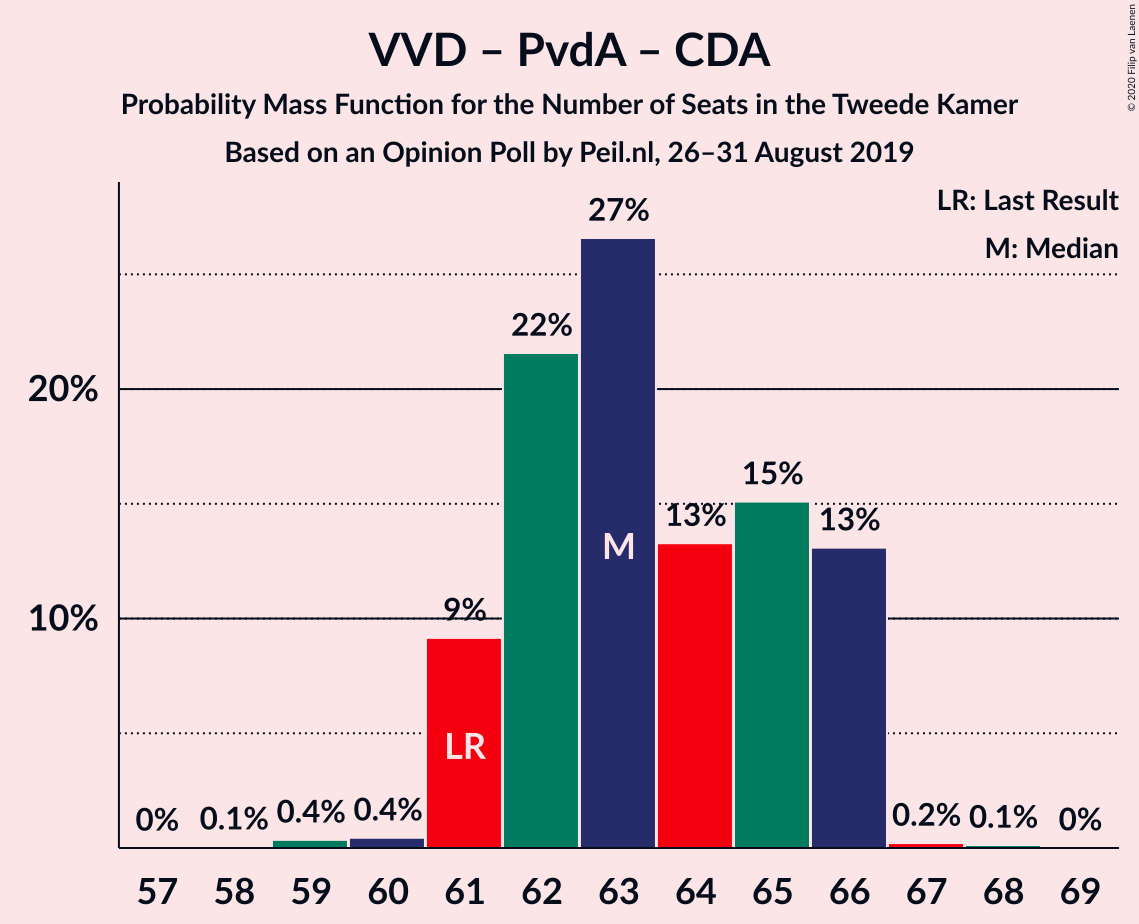 VVD – PvdA – CDA
Probability Mass Function for the Number of Seats in the Tweede Kamer
Based on an Opinion Poll by Peil.nl, 26–31 August 2019
© 2020 Filip van Laenen
LR: Last Result
M: Median
27%
22%
20%
15%
13%
13%
M
10%
9%
LR
0%
0.1%
0.4%
0.4%
0.2%
0.1%
0%
57 58 59 60 61 62 63 64 65 66 67 68 69